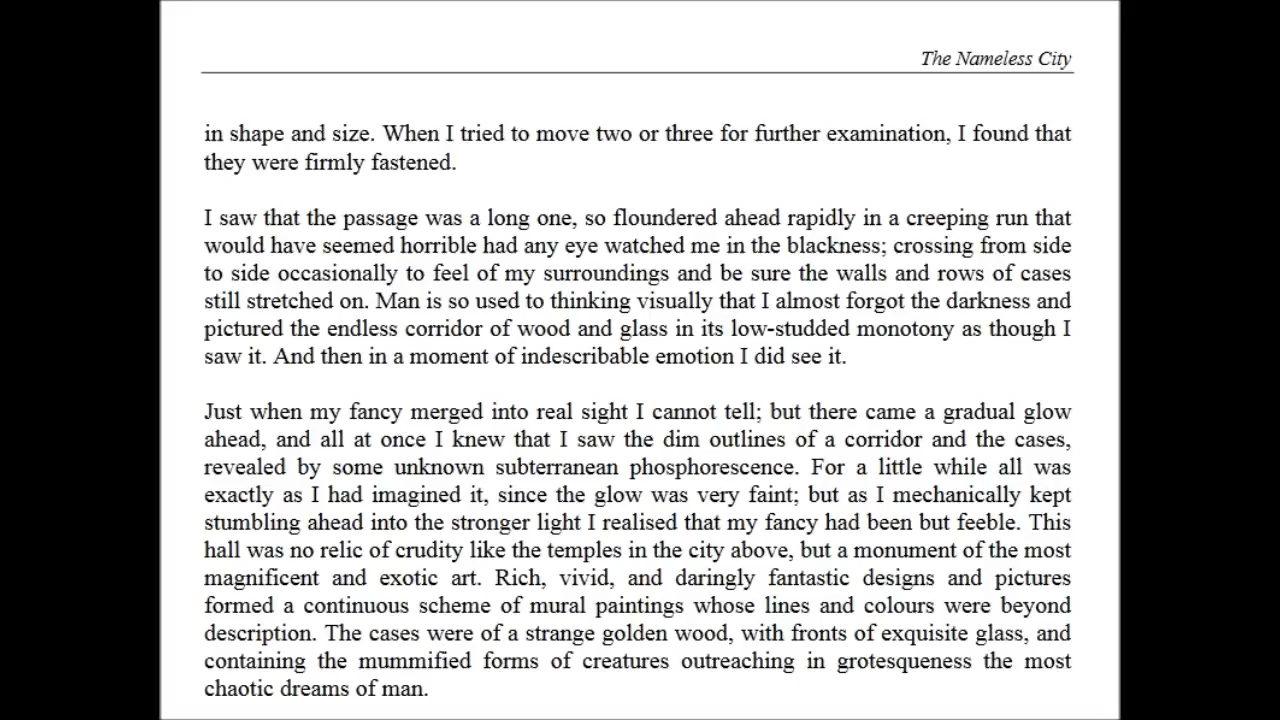 The Nameless City
in shape and size. When I tried to move two or three for further examination, I found that
they were firmly fastened.
I saw that the passage was a long one, so floundered ahead rapidly in a creeping run that
would have seemed horrible had any eye watched me in the blackness; crossing from side
to side occasionally to feel of my surroundings and be sure the walls and rows of cases
still stretched on. Man is so used to thinking visually that I almost forgot the darkness and
pictured the endless corridor of wood and glass in its low-studded monotony as though I
saw it. And then in a moment of indescribable emotion I did see it.
Just when my fancy merged into real sight I cannot tell; but there came a gradual glow
ahead, and all at once I knew that I saw the dim outlines of a corridor and the cases,
revealed by some unknown subterranean phosphorescence. For a little while all was
exactly as I had imagined it, since the glow was very faint; but as I mechanically kept
stumbling ahead into the stronger light I realised that my fancy had been but feeble. This
hall was no relic of crudity like the temples in the city above, but a monument of the most
magnificent and exotic art. Rich, vivid, and daringly fantastic designs and pictures
formed a continuous scheme of mural paintings whose lines and colours were beyond
description. The cases were of a strange golden wood, with fronts of exquisite glass, and
containing the mummified forms of creatures outreaching in grotesqueness the most
chaotic dreams of man.